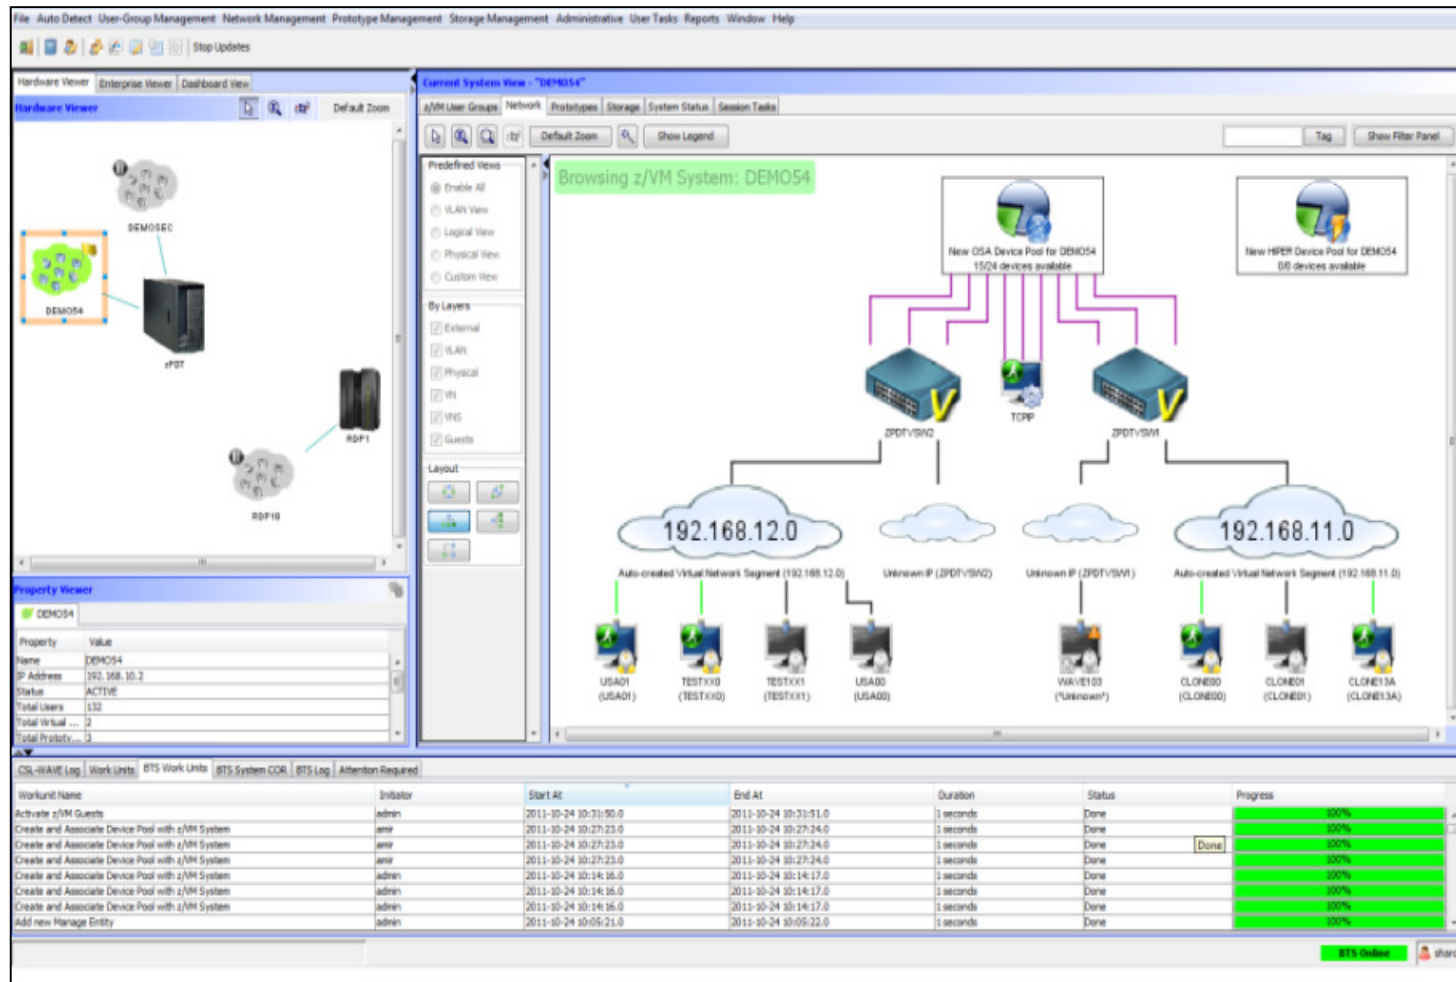 File Auto Detect User-Group Management Network Management Prototype Management Storage Management Administrative User Tasks Reports Window Help
Stop Updates
Hardware Viewer Enterprise Viewer Dashboard View
Hardware Viewer Default Zoom
DEMOSEC
DEMO54
zPDT
RDP1
RDP18
Property Viewer
DEMO54
Property Value
Name DEMO54
IP Address 192.168.10.2
Status ACTIVE
Total Users 132
Total Virtual ... 2
Total Prototy... 3
Current System View - "DEMO54"
z/VM User Groups Network Prototypes Storage System Status Session Tasks
Default Zoom Show Legend Tag Show Filter Panel
Predefined Views
Enable All
VLAN View
Logical View
Physical View
Custom View
By Layers
External
VLAN
Physical
VN
VNS
Guests
Layout
Browsing z/VM System: DEMO54
New OSA Device Pool for DEMO54
15/24 devices available
New HIPER Device Pool for DEMO54
0/6 devices available
ZPDTVSW2
TCPIP
ZPDTVSW1
192.168.12.0
192.168.11.0
Auto-created Virtual Network Segment (192.168.12.0)
Unknown IP (ZPDTVSW2)
Unknown IP (ZPDTVSW1)
Auto-created Virtual Network Segment (192.168.11.0)
USA01
(USA01)
TESTXX0
(TESTXX0)
TESTXX1
(TESTXX1)
USA00
(USA00)
WAVE103
("Unknown")
CLONE00
(CLONE00)
CLONE01
(CLONE01)
CLONE13A
(CLONE13A)
CSL-WAVE Log Work Units BTS Work Units BTS System COR BTS Log Attention Required
Workunit Name Initiator Start At End At Duration Status Progress
Activate z/VM Guests admin 2011-10-24 10:31:50.0 2011-10-24 10:31:51.0 1 seconds Done 100%
Create and Associate Device Pool with z/VM System amir 2011-10-24 10:27:23.0 2011-10-24 10:27:24.0 1 seconds Done 100%
Create and Associate Device Pool with z/VM System amir 2011-10-24 10:27:23.0 2011-10-24 10:27:24.0 1 seconds Done Done 100%
Create and Associate Device Pool with z/VM System amir 2011-10-24 10:27:23.0 2011-10-24 10:27:24.0 1 seconds Done 100%
Create and Associate Device Pool with z/VM System admin 2011-10-24 10:14:16.0 2011-10-24 10:14:17.0 1 seconds Done 100%
Create and Associate Device Pool with z/VM System admin 2011-10-24 10:14:16.0 2011-10-24 10:14:17.0 1 seconds Done 100%
Create and Associate Device Pool with z/VM System admin 2011-10-24 10:14:16.0 2011-10-24 10:14:17.0 1 seconds Done 100%
Add new Manage Entity admin 2011-10-24 10:05:21.0 2011-10-24 10:05:22.0 1 seconds Done 100%
BTS Online